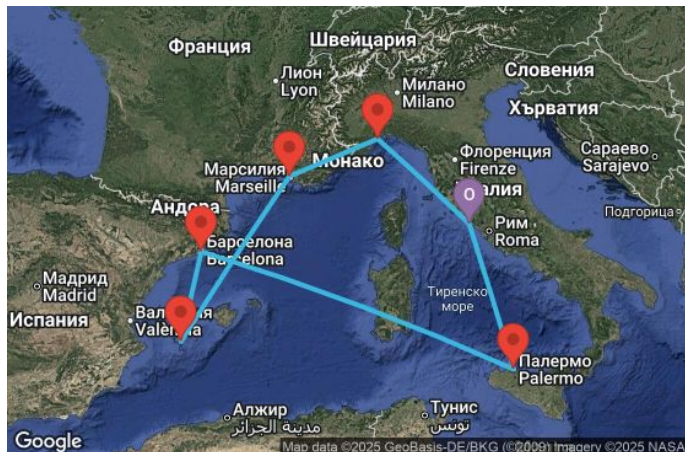 Франция
Швейцария
Словения
Лион
Lyon
Милано
Milano
Хърватия
Марсилия
Marseille
Монако
Флоренция
Firenze
Сараево
Sarajevo
Андора
Подгорица
O
Рим
Roma
Барселона
Barcelona
Мадрид
Madrid
Тиренско
море
Испания
València
Палермо
Palermo
Алжир
مدينة الجزائر
Тунис
تونس
Google
Map data ©2025 GeoBasis-DE/BKG (©2009) Imagery ©2025 NASA